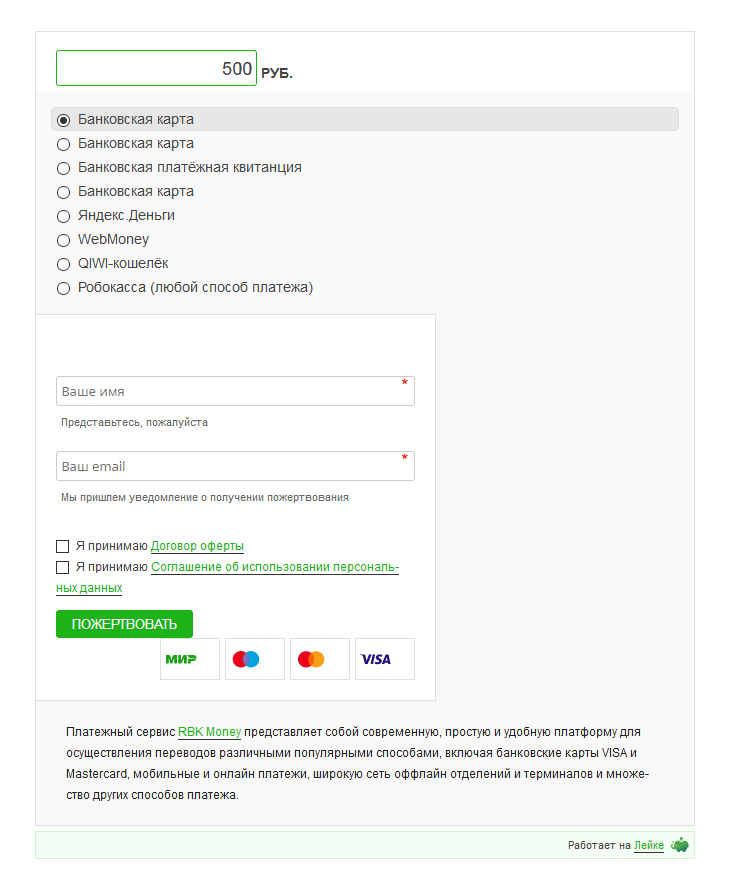 500 РУБ.
Банковская карта
Банковская карта
Банковская платёжная квитанция
Банковская карта
Яндекс.Деньги
WebMoney
QIWI-кошелёк
Робокасса (любой способ платежа)
Ваше имя *
Представьтесь, пожалуйста
Ваш email *
Мы пришлем уведомление о получении пожертвования
Я принимаю Договор оферты
Я принимаю Соглашение об использовании персональ-
ных данных
ПОЖЕРТВОВАТЬ
МИР VISA
Платежный сервис RBK Money представляет собой современную, простую и удобную платформу для
осуществления переводов различными популярными способами, включая банковские карты VISA и
Mastercard, мобильные и онлайн платежи, широкую сеть оффлайн отделений и терминалов и множе-
ство других способов платежа.
Работает на Лейке